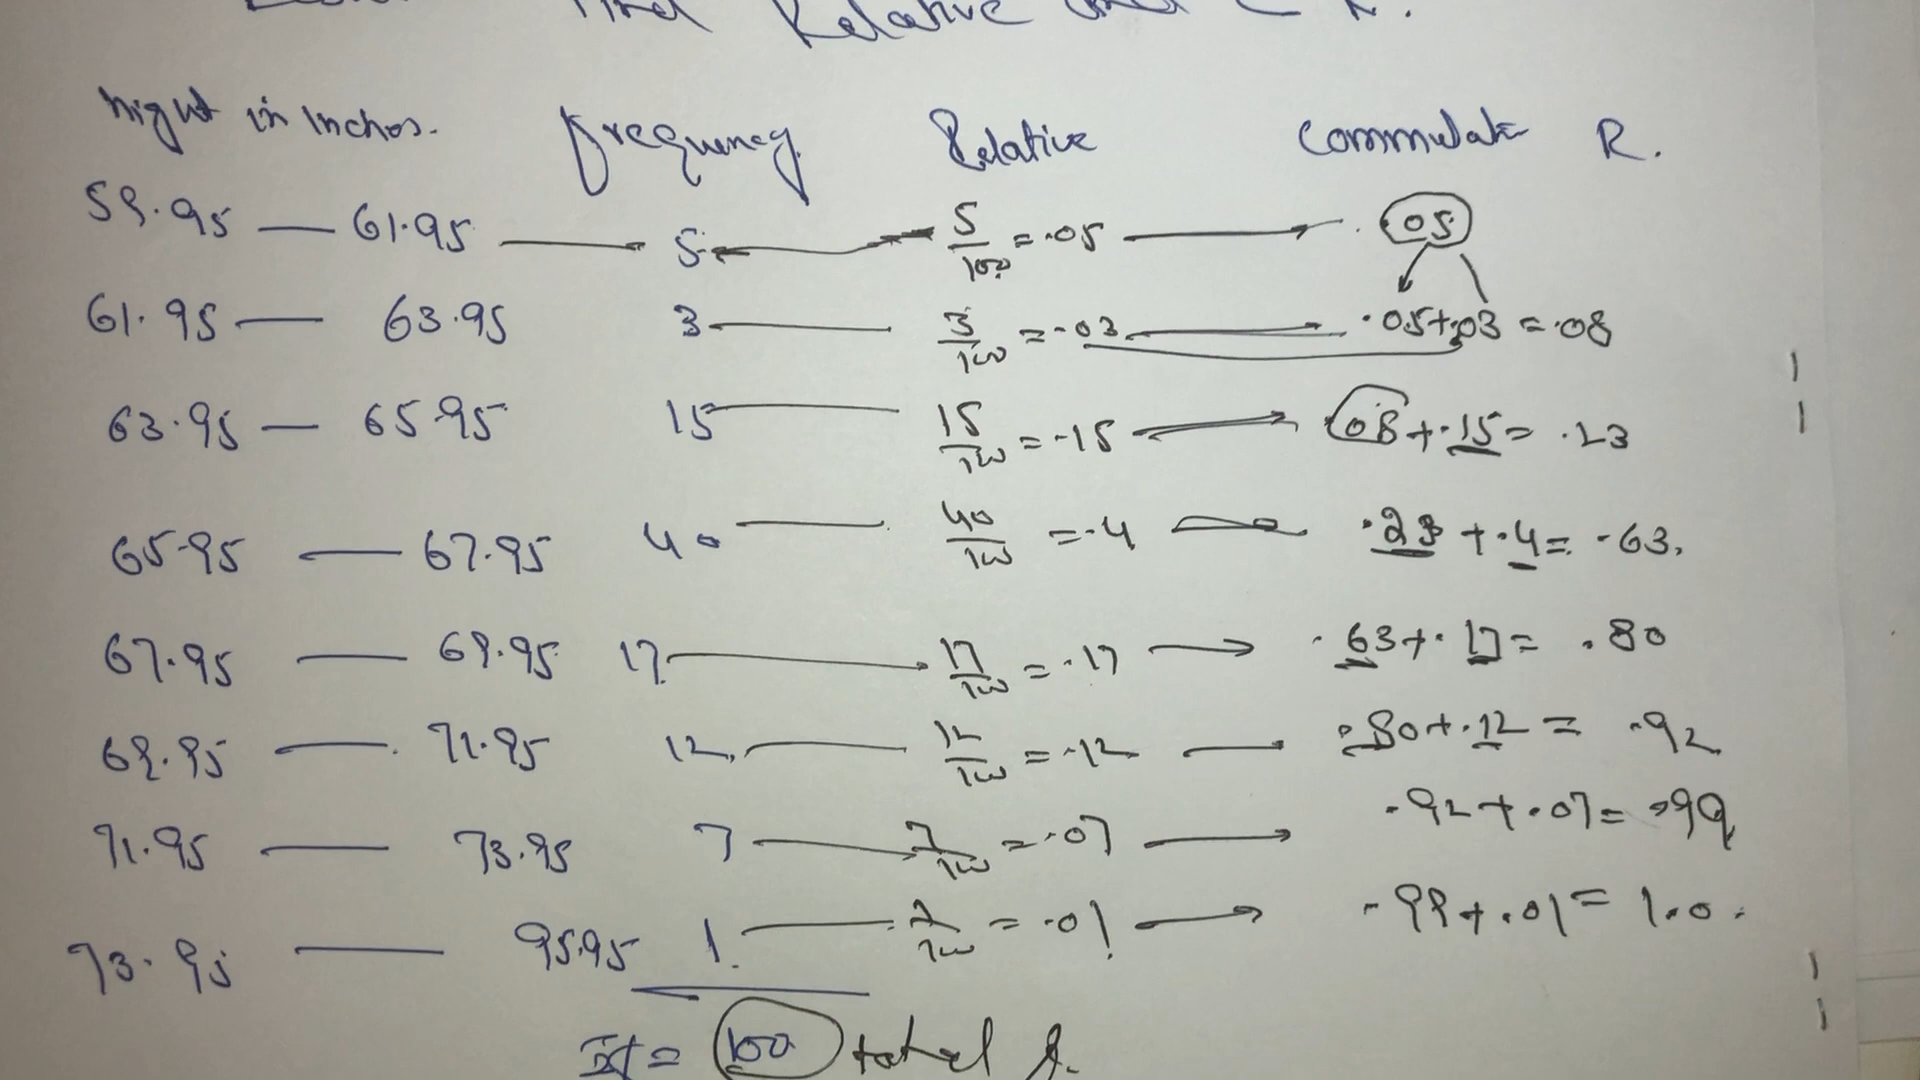 Find Relative and C R.
hight in Inches. frequency Relative Commulati R.
59.95 — 61.95 5 5/100 = .05 .05
61.95 — 63.95 3 3/100 = .03 .05+.03 = .08
63.95 — 65.95 15 15/100 = .15 .08+.15 = .23
65.95 — 67.95 40 40/100 = .4 .23 + .4 = .63.
67.95 — 69.95 17 17/100 = .17 .63+.17 = .80
69.95 — 71.95 12 12/100 = .12 .80+.12 = .92
71.95 — 73.95 7 7/100 = .07 .92+.07 = .99
73.95 — 95.95 1 /100 = .01 .99+.01 = 1.0.
Σf = 100 total f.